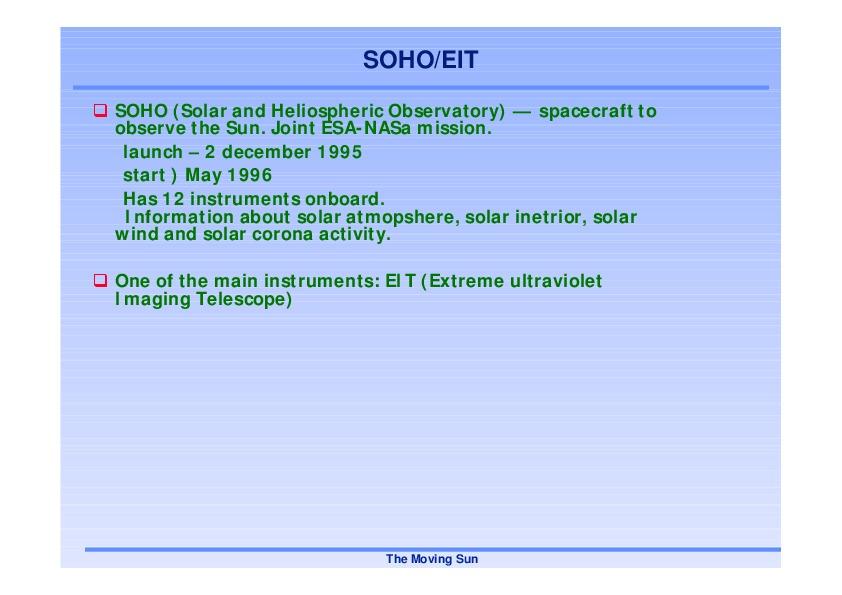 SOHO/EIT
SOHO (Solar and Heliospheric Observatory) — spacecraft to
observe the Sun. Joint ESA-NASa mission.
launch – 2 december 1995
start ) May 1996
Has 12 instruments onboard.
Information about solar atmopshere, solar inetrior, solar
wind and solar corona activity.
One of the main instruments: EIT (Extreme ultraviolet
Imaging Telescope)
The Moving Sun